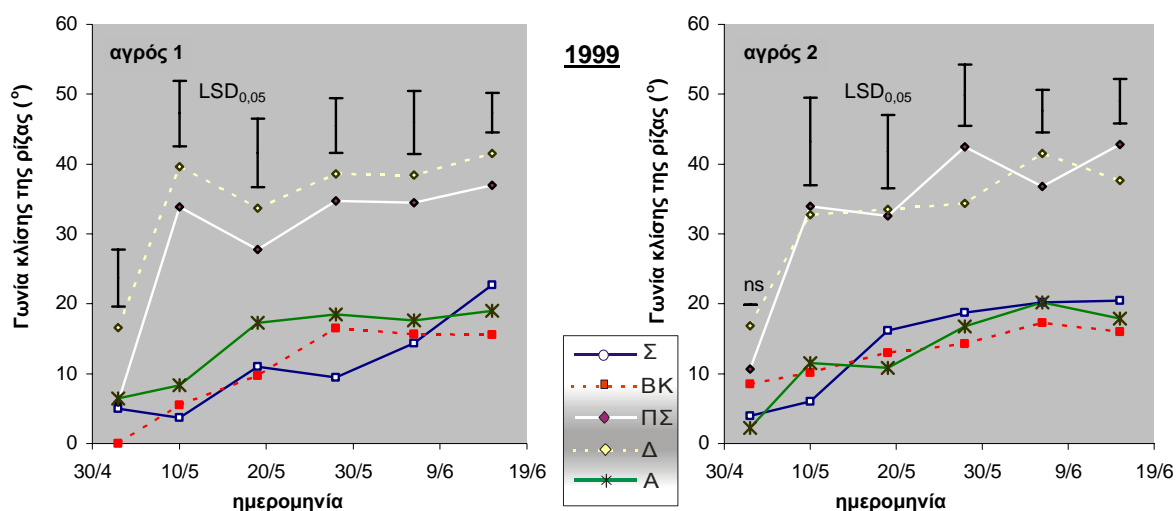 1999
αγρός 1
LSD0,05
Γωνία κλίσης της ρίζας (°)
60
50
40
30
20
10
0
30/4 10/5 20/5 30/5 9/6 19/6
ημερομηνία
Σ
ΒΚ
ΠΣ
Δ
Α
αγρός 2
LSD0,05
ns
Γωνία κλίσης της ρίζας (°)
60
50
40
30
20
10
0
30/4 10/5 20/5 30/5 9/6 19/6
ημερομηνία